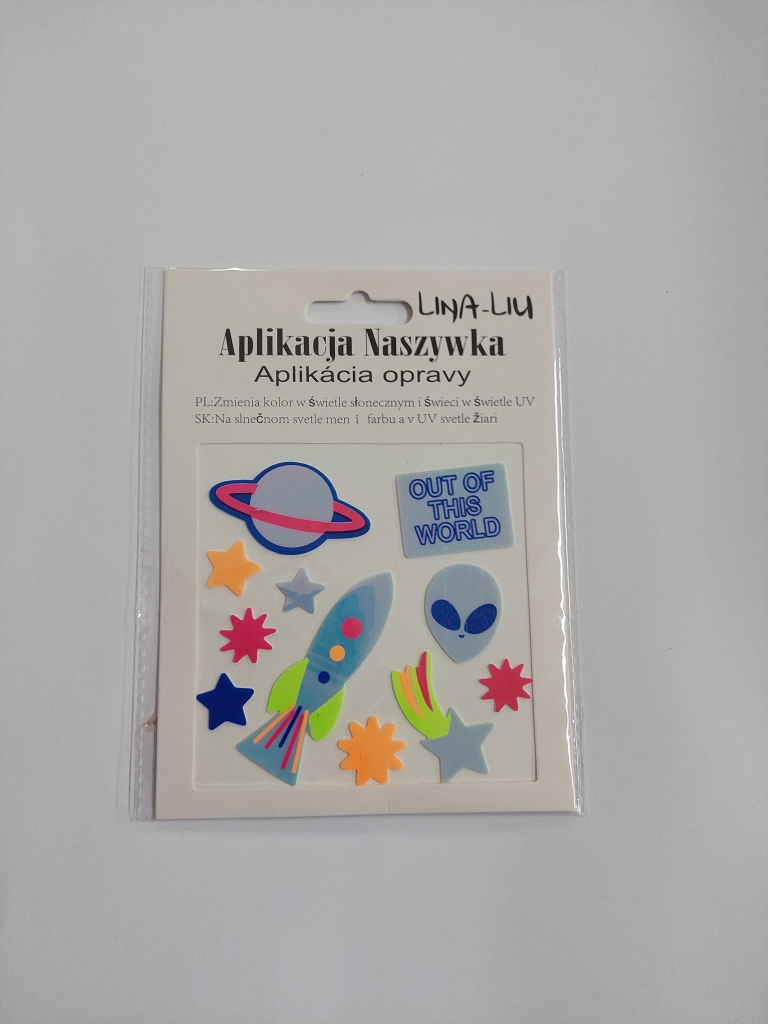 LINA-LIU
Aplikacja Naszywka
Aplikácia opravy
PL:Zmienia kolor w świetle słonecznym i świeci w świetle UV
SK:Na slnečnom svetle men í farbu a v UV svetle žiari
OUT OF
THIS
WORLD